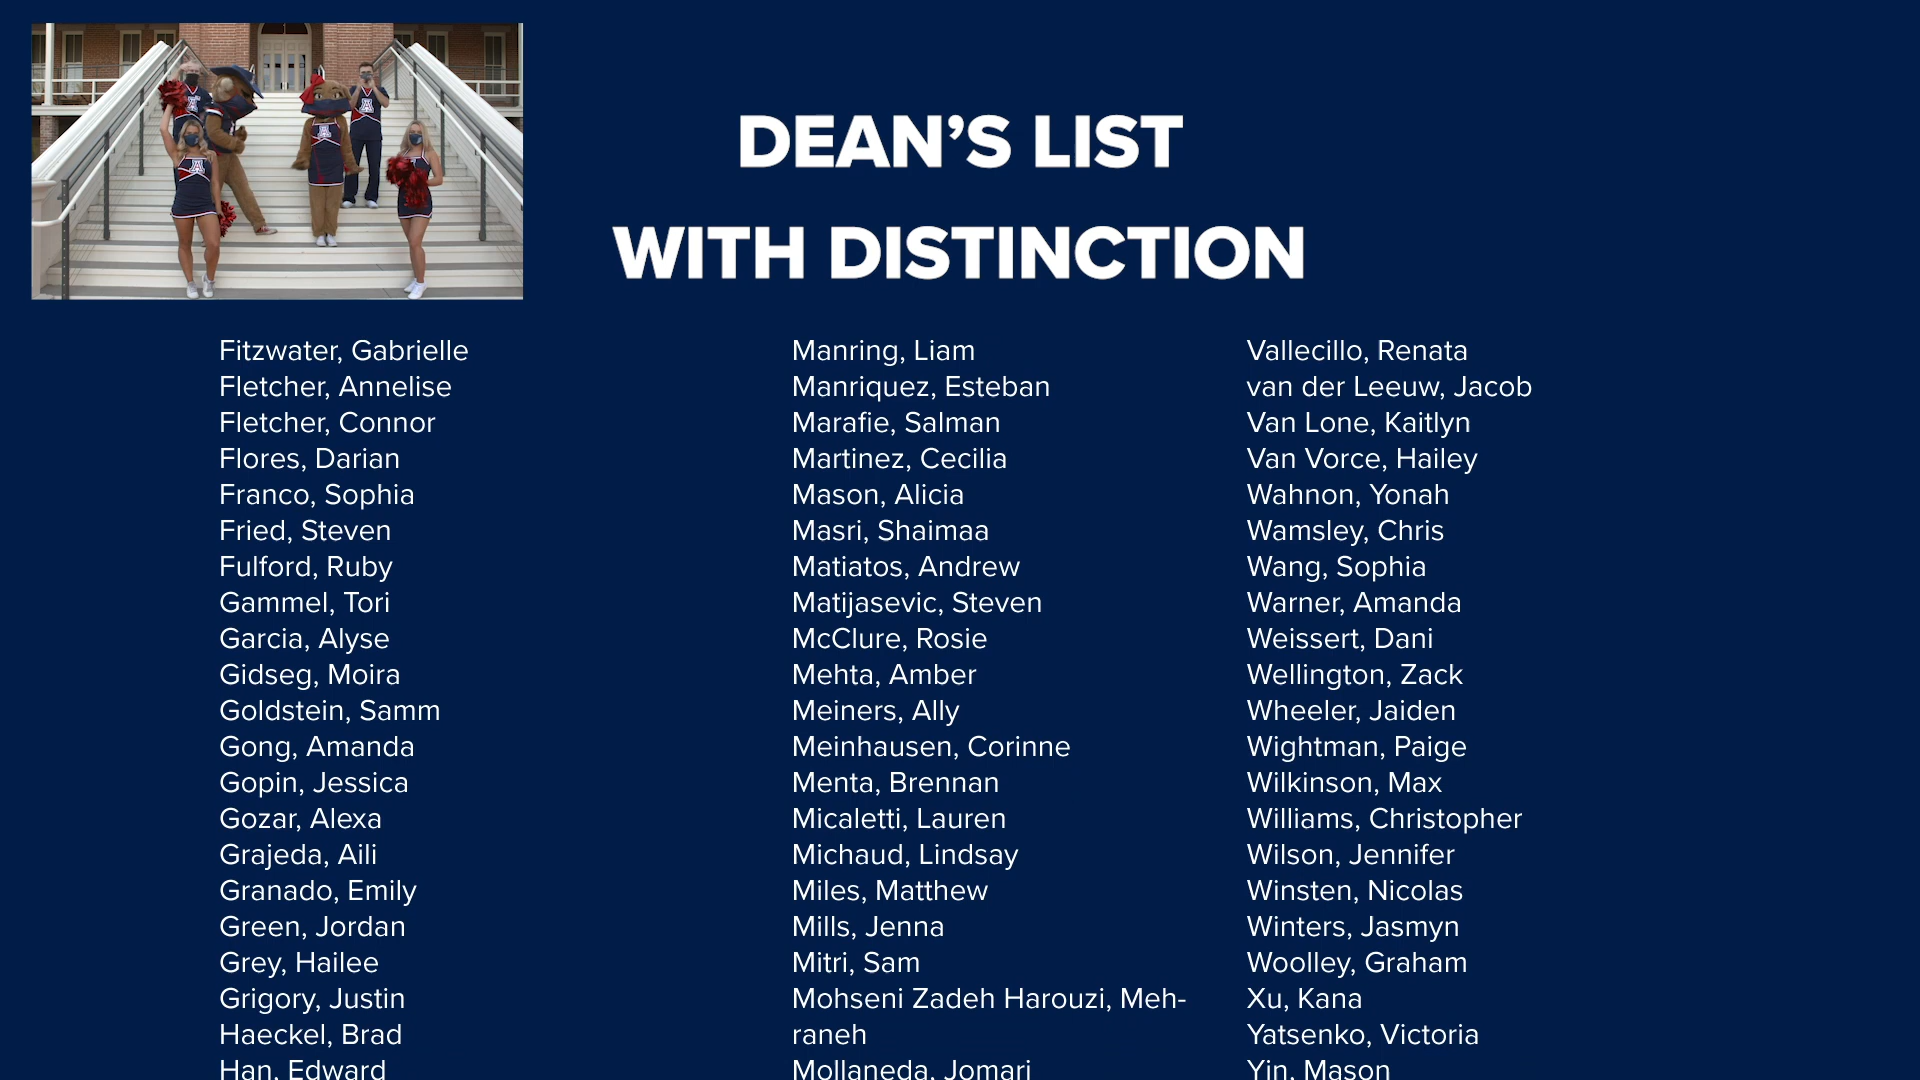 DEAN’S LIST
WITH DISTINCTION
Fitzwater, Gabrielle
Fletcher, Annelise
Fletcher, Connor
Flores, Darian
Franco, Sophia
Fried, Steven
Fulford, Ruby
Gammel, Tori
Garcia, Alyse
Gidseg, Moira
Goldstein, Samm
Gong, Amanda
Gopin, Jessica
Gozar, Alexa
Grajeda, Aili
Granado, Emily
Green, Jordan
Grey, Hailee
Grigory, Justin
Haeckel, Brad
Han, Edward
Manring, Liam
Manriquez, Esteban
Marafie, Salman
Martinez, Cecilia
Mason, Alicia
Masri, Shaimaa
Matiatos, Andrew
Matijasevic, Steven
McClure, Rosie
Mehta, Amber
Meiners, Ally
Meinhausen, Corinne
Menta, Brennan
Micaletti, Lauren
Michaud, Lindsay
Miles, Matthew
Mills, Jenna
Mitri, Sam
Mohseni Zadeh Harouzi, Meh-
raneh
Mollaneda, Jomari
Vallecillo, Renata
van der Leeuw, Jacob
Van Lone, Kaitlyn
Van Vorce, Hailey
Wahnon, Yonah
Wamsley, Chris
Wang, Sophia
Warner, Amanda
Weissert, Dani
Wellington, Zack
Wheeler, Jaiden
Wightman, Paige
Wilkinson, Max
Williams, Christopher
Wilson, Jennifer
Winsten, Nicolas
Winters, Jasmyn
Woolley, Graham
Xu, Kana
Yatsenko, Victoria
Yin, Mason